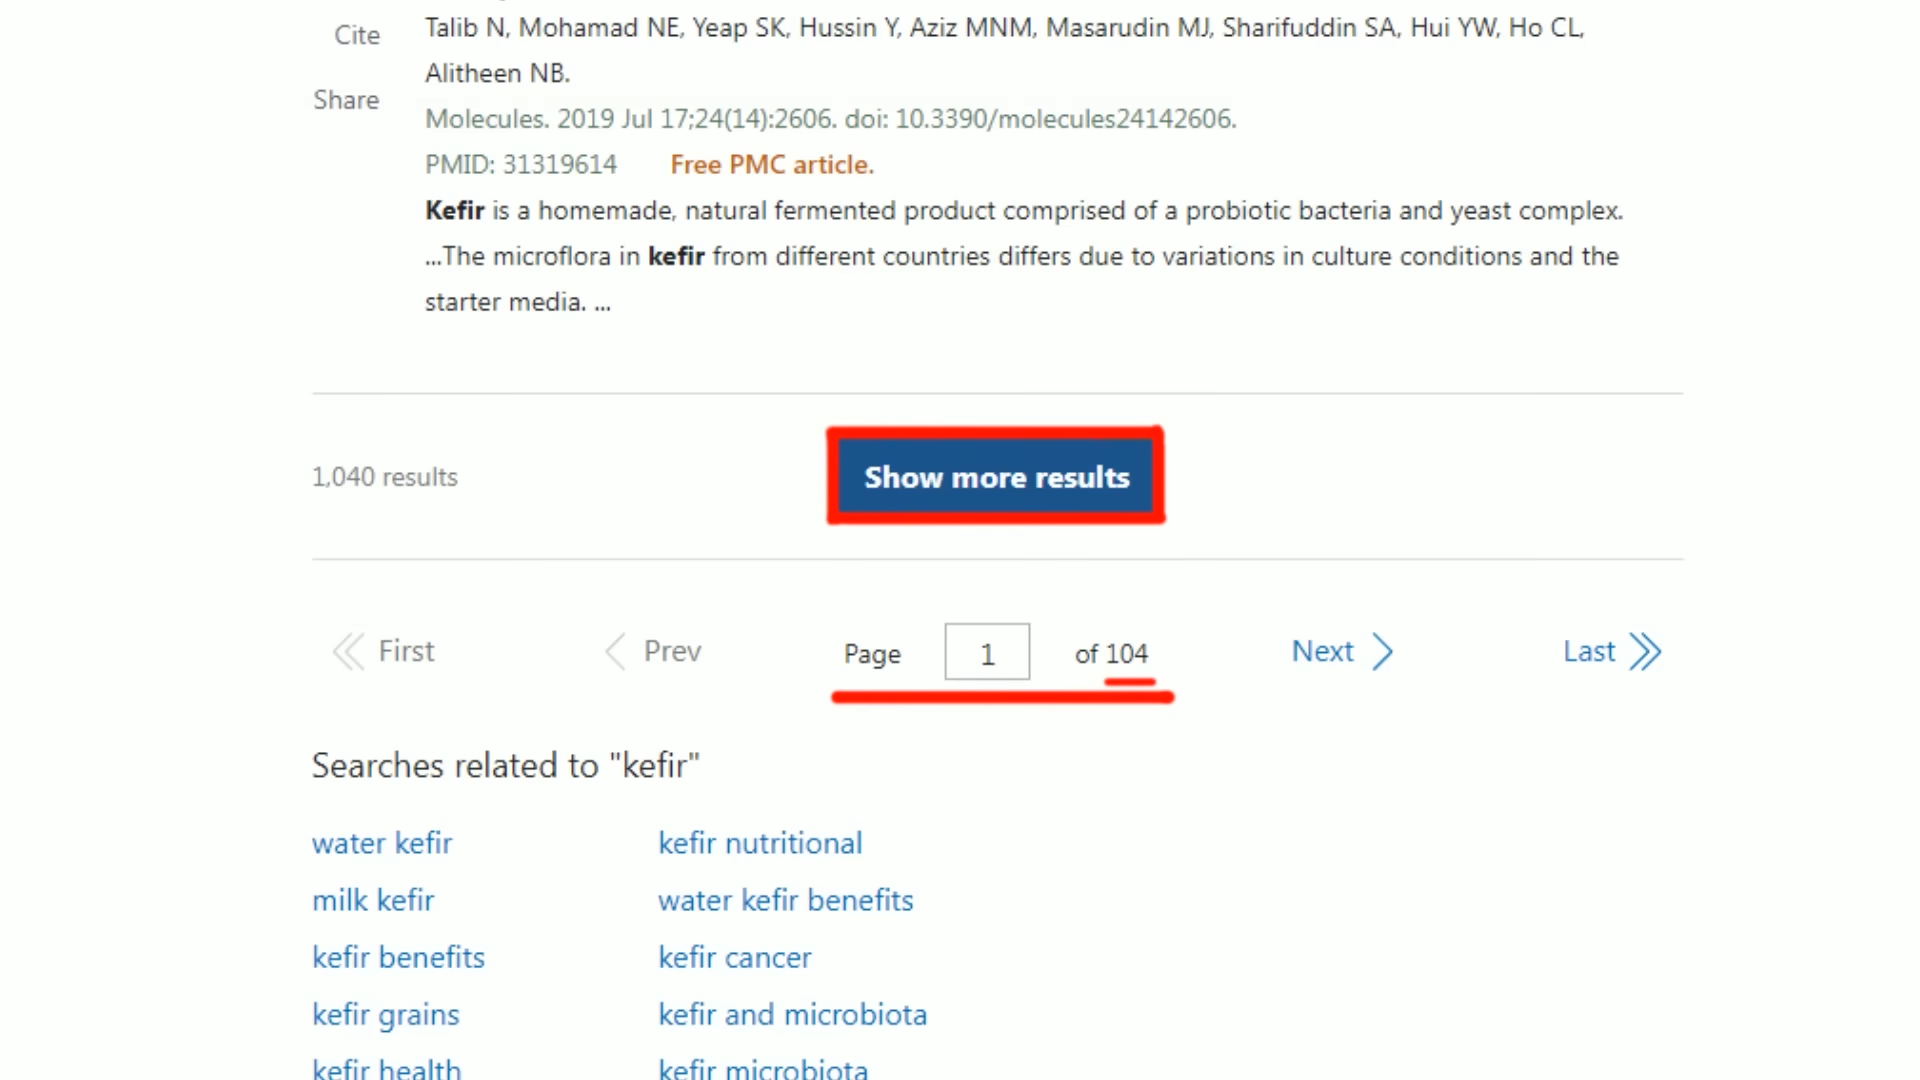 Cite
Talib N, Mohamad NE, Yeap SK, Hussin Y, Aziz MNM, Masarudin MJ, Sharifuddin SA, Hui YW, Ho CL,
Alitheen NB.
Share
Molecules. 2019 Jul 17;24(14):2606. doi: 10.3390/molecules24142606.
PMID: 31319614 Free PMC article.
Kefir is a homemade, natural fermented product comprised of a probiotic bacteria and yeast complex.
...The microflora in kefir from different countries differs due to variations in culture conditions and the
starter media. ...
1,040 results
Show more results
First Prev Page 1 of 104 Next Last
Searches related to "kefir"
water kefir kefir nutritional
milk kefir water kefir benefits
kefir benefits kefir cancer
kefir grains kefir and microbiota
kefir health kefir microbiota